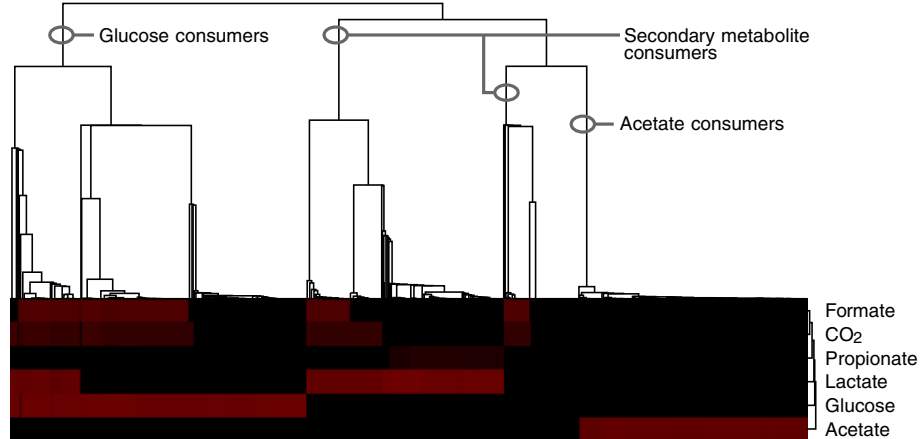 Glucose consumers
Secondary metabolite
consumers
Acetate consumers
Formate
CO2
Propionate
Lactate
Glucose
Acetate